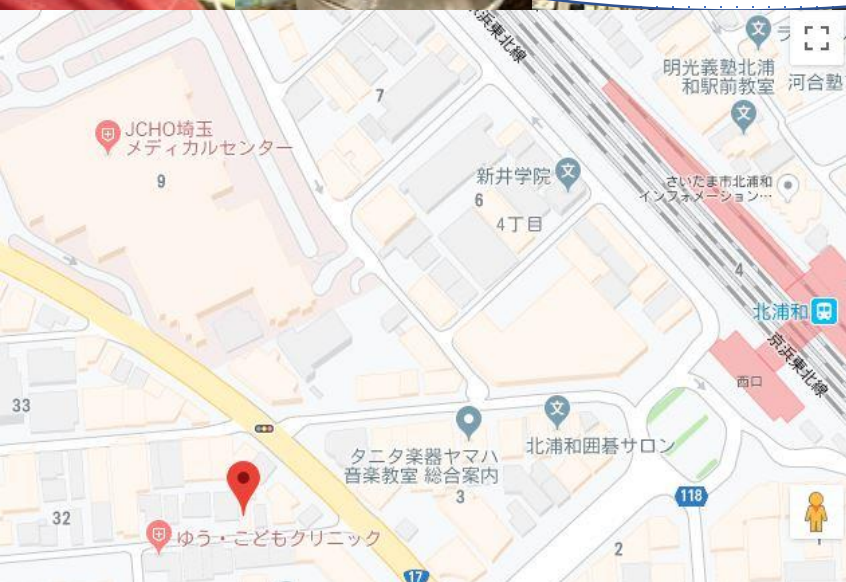 京浜東北線
明光義塾北浦
和駅前教室
河合塾
7
JCHO埼玉
メディカルセンター
9
新井学院
6
4丁目
さいたま市北浦和
インフォメーション…
4
北浦和
京浜東北線
西口
33
タニタ楽器ヤマハ
音楽教室 総合案内
3
北浦和囲碁サロン
118
32
ゆう・こどもクリニック
17
2